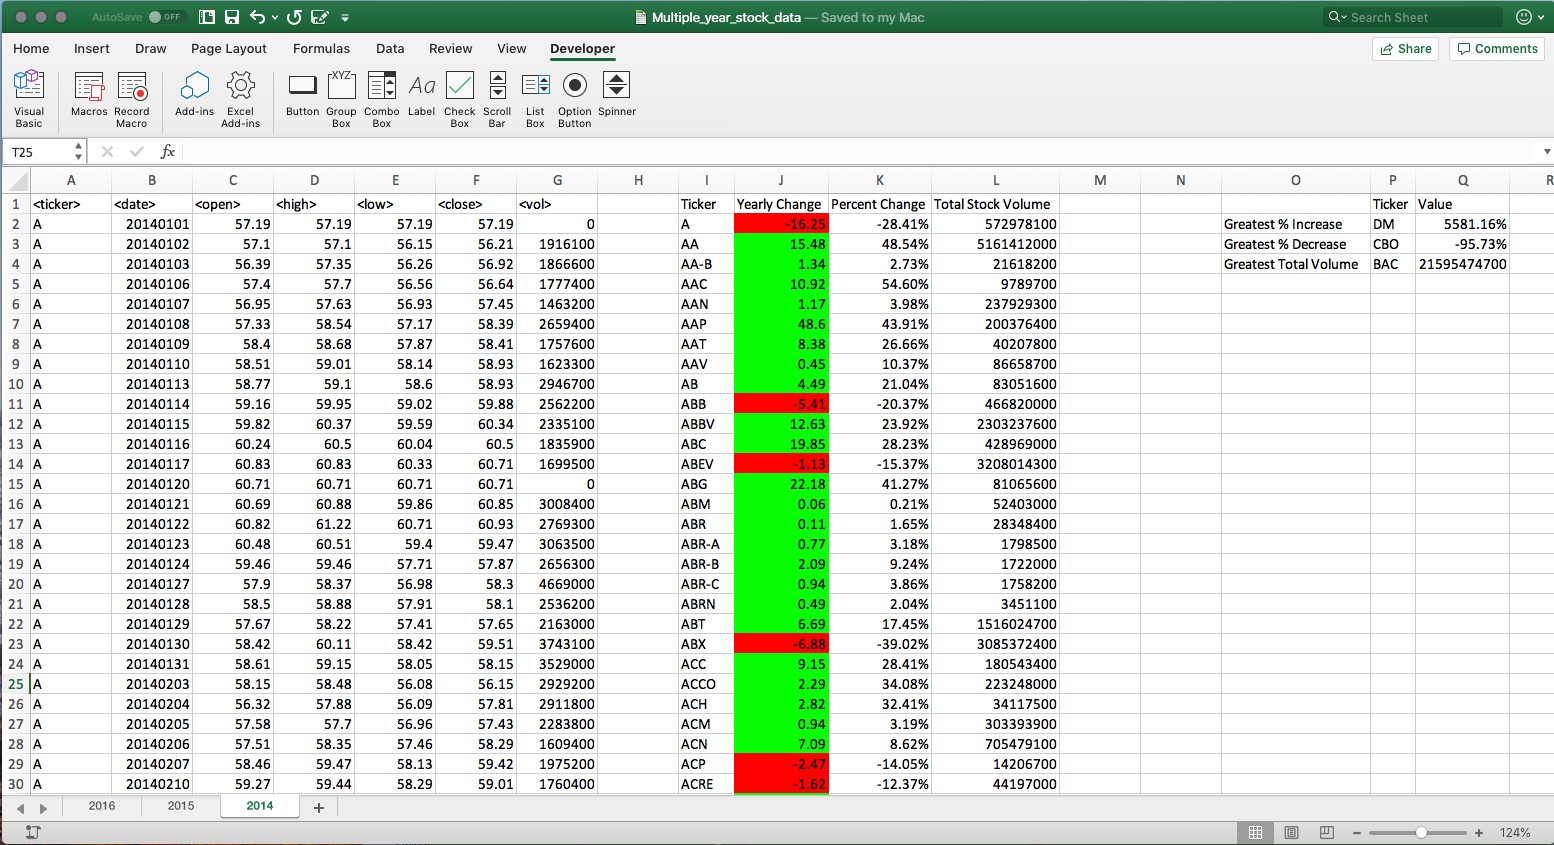 AutoSave OFF Multiple_year_stock_data — Saved to my Mac Search Sheet
Home Insert Draw Page Layout Formulas Data Review View Developer Share Comments
Visual Basic Macros Record Macro Add-ins Excel Add-ins Button XYZ Group Box Combo Box Aa Label Check Box Scroll Bar List Box Option Button Spinner
T25 fx
A B C D E F G H I J K L M N O P Q R
1 <ticker> <date> <open> <high> <low> <close> <vol> Ticker Yearly Change Percent Change Total Stock Volume Ticker Value
2 A 20140101 57.19 57.19 57.19 57.19 0 A -16.25 -28.41% 572978100 Greatest % Increase DM 5581.16%
3 A 20140102 57.1 57.1 56.15 56.21 1916100 AA 15.48 48.54% 5161412000 Greatest % Decrease CBO -95.73%
4 A 20140103 56.39 57.35 56.26 56.92 1866600 AA-B 1.34 2.73% 21618200 Greatest Total Volume BAC 21595474700
5 A 20140106 57.4 57.7 56.56 56.64 1777400 AAC 10.92 54.60% 9789700
6 A 20140107 56.95 57.63 56.93 57.45 1463200 AAN 1.17 3.98% 237929300
7 A 20140108 57.33 58.54 57.17 58.39 2659400 AAP 48.6 43.91% 200376400
8 A 20140109 58.4 58.68 57.87 58.41 1757600 AAT 8.38 26.66% 40207800
9 A 20140110 58.51 59.01 58.14 58.93 1623300 AAV 0.45 10.37% 86658700
10 A 20140113 58.77 59.1 58.6 58.93 2946700 AB 4.49 21.04% 83051600
11 A 20140114 59.16 59.95 59.02 59.88 2562200 ABB -5.41 -20.37% 466820000
12 A 20140115 59.82 60.37 59.59 60.34 2335100 ABBV 12.63 23.92% 2303237600
13 A 20140116 60.24 60.5 60.04 60.5 1835900 ABC 19.85 28.23% 428969000
14 A 20140117 60.83 60.83 60.33 60.71 1699500 ABEV -1.13 -15.37% 3208014300
15 A 20140120 60.71 60.71 60.71 60.71 0 ABG 22.18 41.27% 81065600
16 A 20140121 60.69 60.88 59.86 60.85 3008400 ABM 0.06 0.21% 52403000
17 A 20140122 60.82 61.22 60.71 60.93 2769300 ABR 0.11 1.65% 28348400
18 A 20140123 60.48 60.51 59.4 59.47 3063500 ABR-A 0.77 3.18% 1798500
19 A 20140124 59.46 59.46 57.71 57.87 2656300 ABR-B 2.09 9.24% 1722000
20 A 20140127 57.9 58.37 56.98 58.3 4669000 ABR-C 0.94 3.86% 1758200
21 A 20140128 58.5 58.88 57.91 58.1 2536200 ABRN 0.49 2.04% 3451100
22 A 20140129 57.67 58.22 57.41 57.65 2163000 ABT 6.69 17.45% 1516024700
23 A 20140130 58.42 60.11 58.42 59.51 3743100 ABX -6.88 -39.02% 3085372400
24 A 20140131 58.61 59.15 58.05 58.15 3529000 ACC 9.15 28.41% 180543400
25 A 20140203 58.15 58.48 56.08 56.15 2929200 ACCO 2.29 34.08% 223248000
26 A 20140204 56.32 57.88 56.09 57.81 2911800 ACH 2.82 32.41% 34117500
27 A 20140205 57.58 57.7 56.96 57.43 2283800 ACM 0.94 3.19% 303393900
28 A 20140206 57.51 58.35 57.46 58.29 1609400 ACN 7.09 8.62% 705479100
29 A 20140207 58.46 59.47 58.13 59.42 1975200 ACP -2.47 -14.05% 14206700
30 A 20140210 59.27 59.44 58.29 59.01 1760400 ACRE -1.62 -12.37% 44197000
2016 2015 2014 +
124%